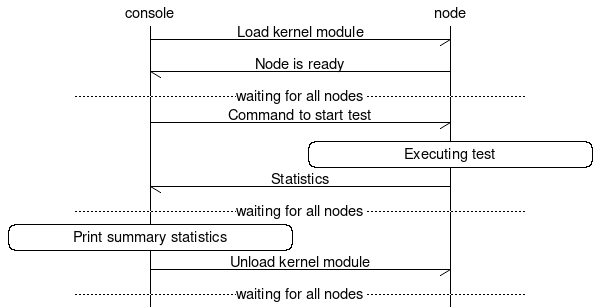 console
node
Load kernel module
Node is ready
waiting for all nodes
Command to start test
Executing test
Statistics
waiting for all nodes
Print summary statistics
Unload kernel module
waiting for all nodes